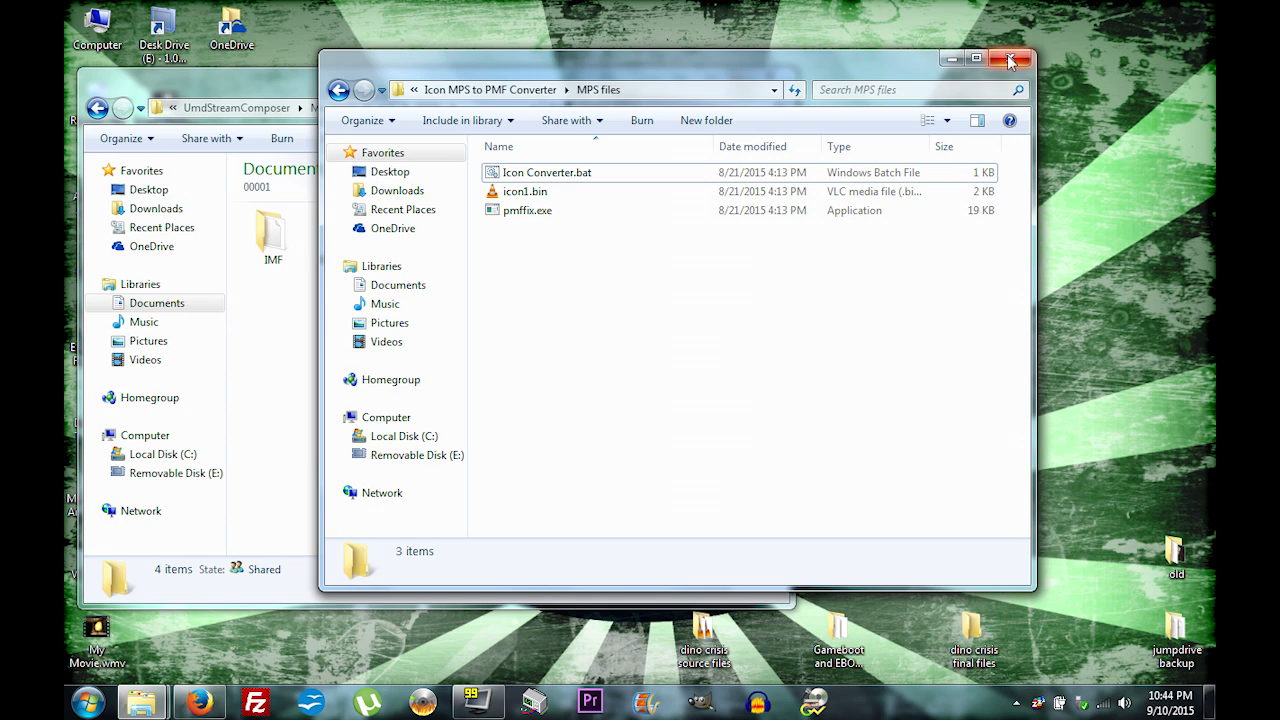 Computer
Desk Drive
(E) - 1.0...
OneDrive
UmdStreamComposer
Organize
Share with
Burn
Favorites
Desktop
Downloads
Recent Places
OneDrive
Libraries
Documents
Music
Pictures
Videos
Homegroup
Computer
Local Disk (C:)
Removable Disk (E:)
Network
00001
IMF
4 items State: Shared
« Icon MPS to PMF Converter MPS files
Search MPS files
Organize
Include in library
Share with
Burn
New folder
Favorites
Desktop
Downloads
Recent Places
OneDrive
Libraries
Documents
Music
Pictures
Videos
Homegroup
Computer
Local Disk (C:)
Removable Disk (E:)
Network
Name Date modified Type Size
Icon Converter.bat 8/21/2015 4:13 PM Windows Batch File 1 KB
icon1.bin 8/21/2015 4:13 PM VLC media file (.bi... 2 KB
pmffix.exe 8/21/2015 4:13 PM Application 19 KB
3 items
old
My
Movie.wmv
dino crisis
source files
Gameboot
and EBO...
dino crisis
final files
jumpdrive
backup
Fz
99
Pr
10:44 PM
9/10/2015